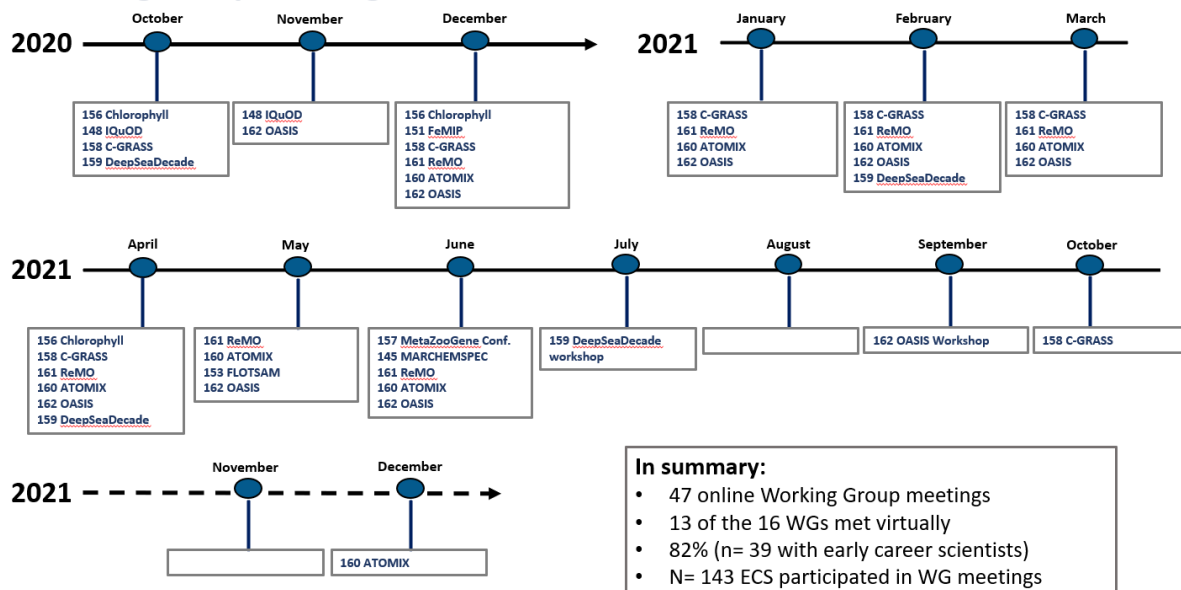 October
November
December
January
February
March
2020
2021
156 Chlorophyll
148 IQuOD
158 C-GRASS
159 DeepSeaDecade
148 IQuOD
162 OASIS
156 Chlorophyll
151 FeMIP
158 C-GRASS
161 ReMO
160 ATOMIX
162 OASIS
158 C-GRASS
161 ReMO
160 ATOMIX
162 OASIS
158 C-GRASS
161 ReMO
160 ATOMIX
162 OASIS
159 DeepSeaDecade
158 C-GRASS
161 ReMO
160 ATOMIX
162 OASIS
April
May
June
July
August
September
October
2021
156 Chlorophyll
158 C-GRASS
161 ReMO
160 ATOMIX
162 OASIS
159 DeepSeaDecade
161 ReMO
160 ATOMIX
153 FLOTSAM
162 OASIS
157 MetaZooGene Conf.
145 MARCHEMSPEC
161 ReMO
160 ATOMIX
162 OASIS
159 DeepSeaDecade
workshop
162 OASIS Workshop
158 C-GRASS
November
December
2021
160 ATOMIX
In summary:
• 47 online Working Group meetings
• 13 of the 16 WGs met virtually
• 82% (n= 39 with early career scientists)
• N= 143 ECS participated in WG meetings